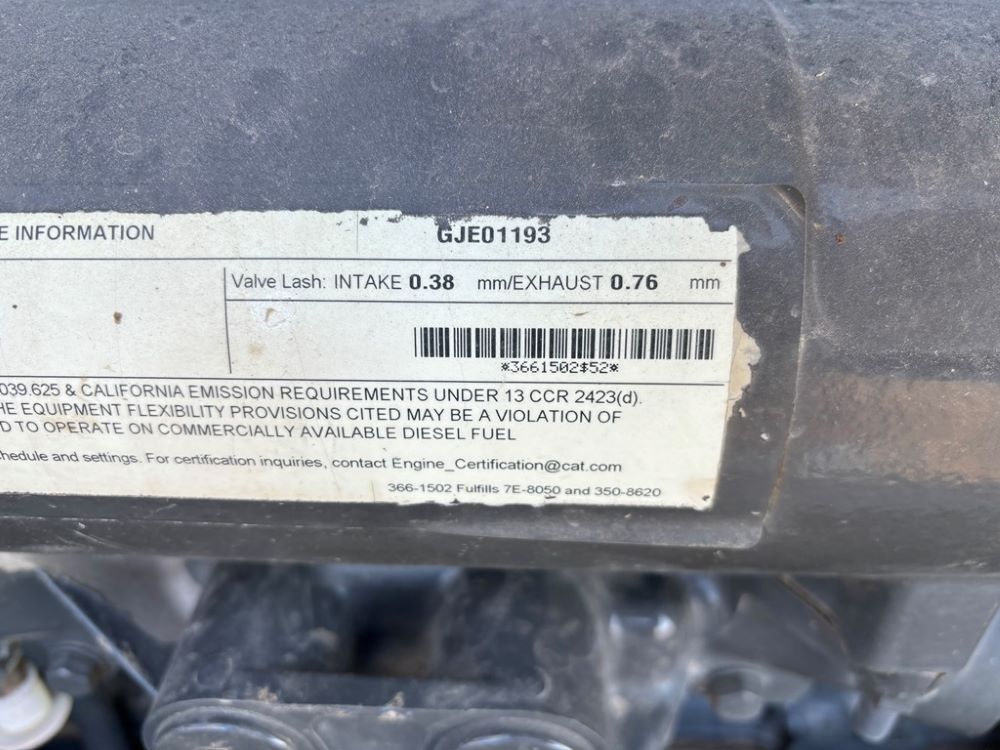 E INFORMATION GJE01193
Valve Lash: INTAKE 0.38 mm/EXHAUST 0.76 mm
*3661502$52*
039.625 & CALIFORNIA EMISSION REQUIREMENTS UNDER 13 CCR 2423(d).
HE EQUIPMENT FLEXIBILITY PROVISIONS CITED MAY BE A VIOLATION OF
D TO OPERATE ON COMMERCIALLY AVAILABLE DIESEL FUEL
hedule and settings. For certification inquiries, contact Engine_Certification@cat.com
366-1502 Fulfills 7E-8050 and 350-8620